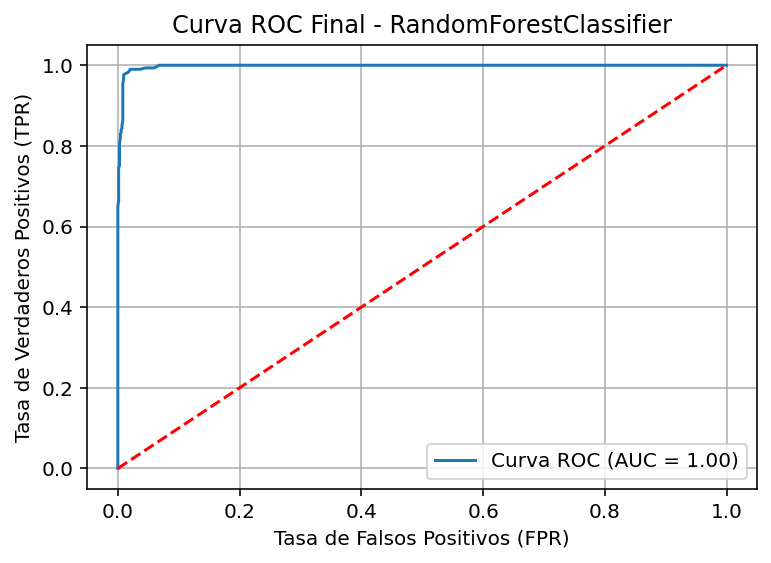 Curva ROC Final - RandomForestClassifier
Tasa de Verdaderos Positivos (TPR)
1.0
0.8
0.6
0.4
0.2
0.0
Curva ROC (AUC = 1.00)
0.0 0.2 0.4 0.6 0.8 1.0
Tasa de Falsos Positivos (FPR)